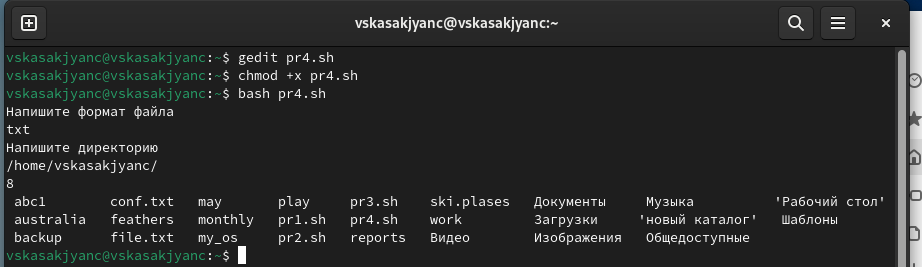 vskasakjyanc@vskasakjyanc:~
vskasakjyanc@vskasakjyanc:~$ gedit pr4.sh
vskasakjyanc@vskasakjyanc:~$ chmod +x pr4.sh
vskasakjyanc@vskasakjyanc:~$ bash pr4.sh
Напишите формат файла
txt
Напишите директорию
/home/vskasakjyanc/
8
abc1 conf.txt may play pr3.sh ski.plases Документы Музыка 'Рабочий стол'
australia feathers monthly pr1.sh pr4.sh work Загрузки 'новый каталог' Шаблоны
backup file.txt my_os pr2.sh reports Видео Изображения Общедоступные
vskasakjyanc@vskasakjyanc:~$